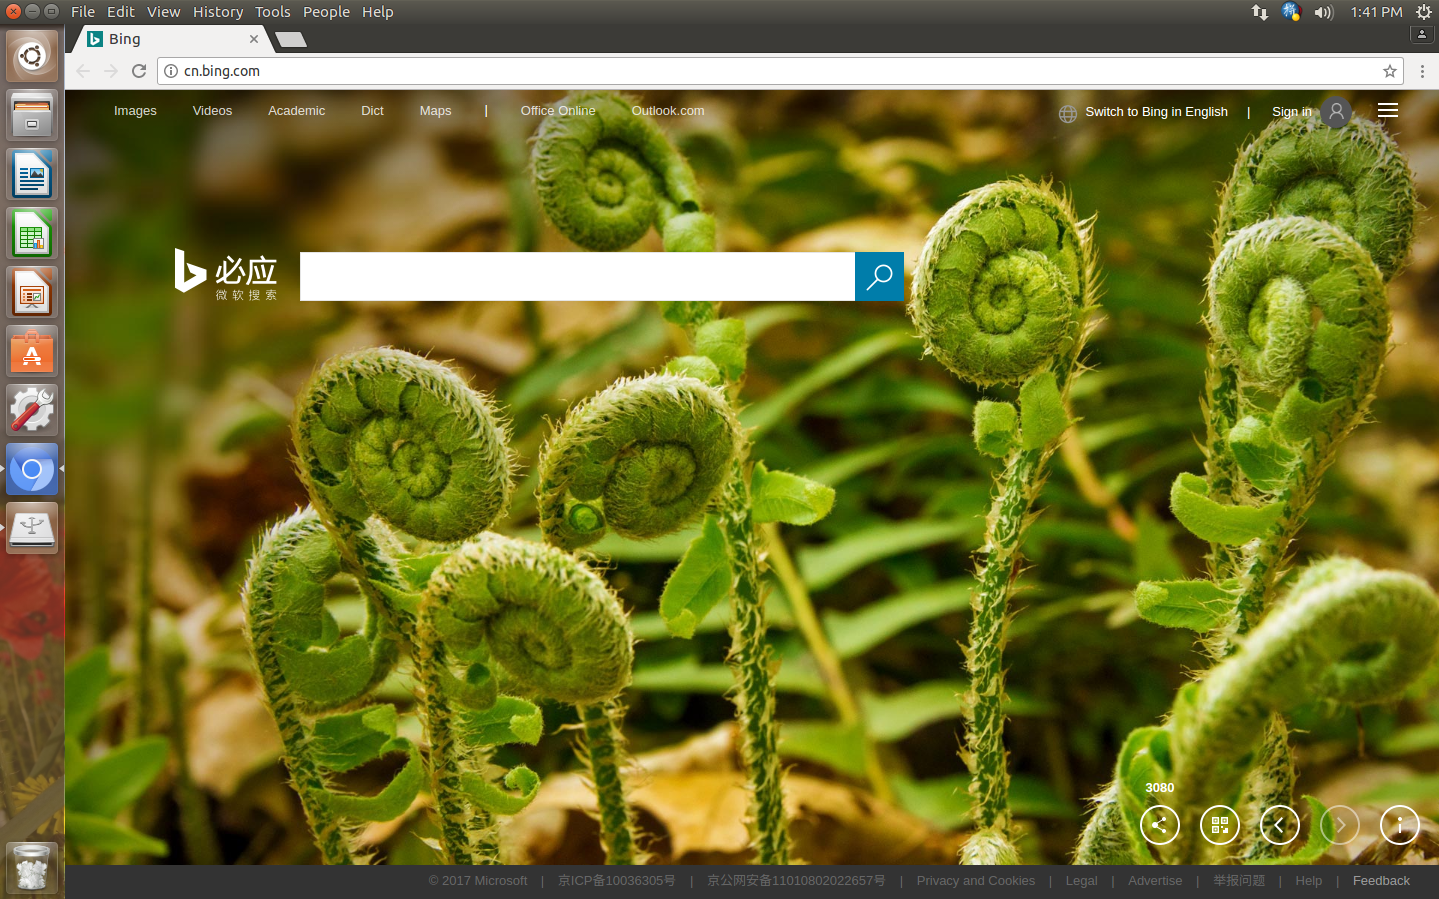 File Edit View History Tools People Help
1:41 PM
Bing
cn.bing.com
Images Videos Academic Dict Maps | Office Online Outlook.com
Switch to Bing in English | Sign in
必应
微软搜索
3080
© 2017 Microsoft | 京ICP备10036305号 | 京公网安备11010802022657号 | Privacy and Cookies | Legal | Advertise | 举报问题 | Help | Feedback